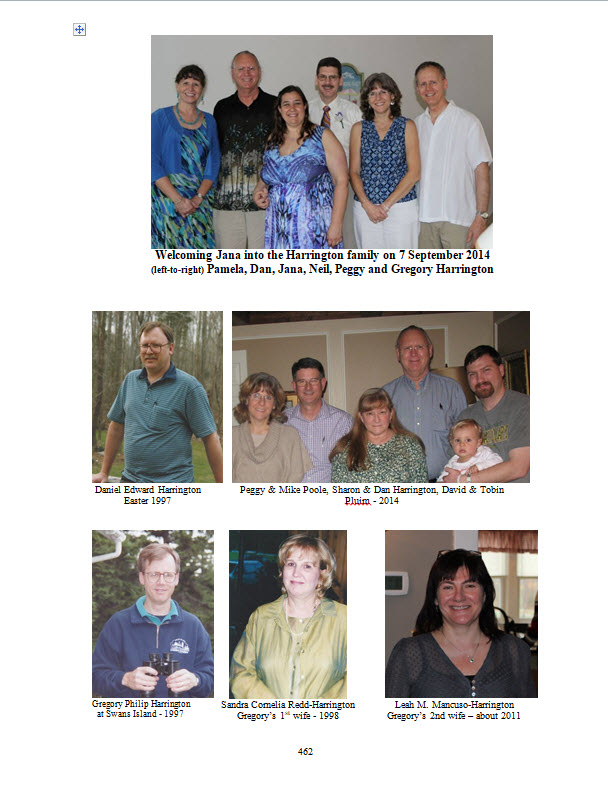 Welcoming Jana into the Harrington family on 7 September 2014
(left-to-right) Pamela, Dan, Jana, Neil, Peggy and Gregory Harrington
Daniel Edward Harrington
Easter 1997
Peggy & Mike Poole, Sharon & Dan Harrington, David & Tobin
Pluim - 2014
Gregory Philip Harrington
at Swans Island - 1997
Sandra Cornelia Redd-Harrington
Gregory's 1st wife - 1998
Leah M. Mancuso-Harrington
Gregory's 2nd wife – about 2011
462